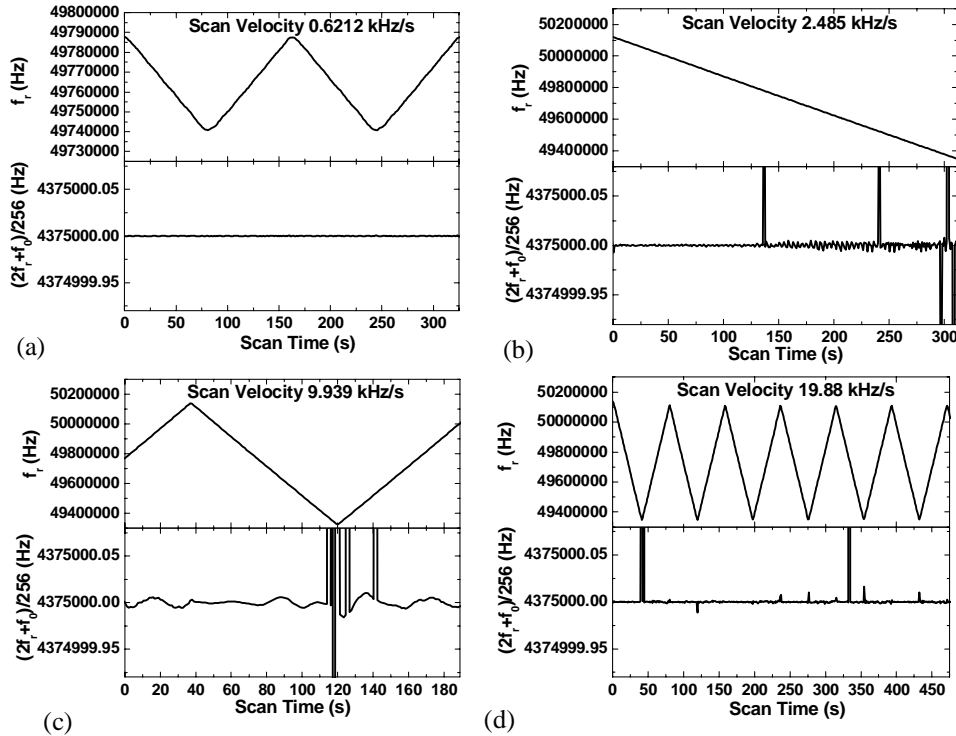 Scan Velocity 0.6212 kHz/s
49800000
49790000
49780000
49770000
49760000
49750000
49740000
49730000
f_r (Hz)
4375000.05
4375000.00
4374999.95
(2f_r+f_0)/256 (Hz)
0 50 100 150 200 250 300
Scan Time (s)
(a)
Scan Velocity 2.485 kHz/s
50200000
50000000
49800000
49600000
49400000
f_r (Hz)
4375000.05
4375000.00
4374999.95
(2f_r+f_0)/256 (Hz)
0 50 100 150 200 250 300
Scan Time (s)
(b)
Scan Velocity 9.939 kHz/s
50200000
50000000
49800000
49600000
49400000
f_r (Hz)
4375000.05
4375000.00
4374999.95
(2f_r+f_0)/256 (Hz)
0 20 40 60 80 100 120 140 160 180
Scan Time (s)
(c)
Scan Velocity 19.88 kHz/s
50200000
50000000
49800000
49600000
49400000
f_r (Hz)
4375000.05
4375000.00
4374999.95
(2f_r+f_0)/256 (Hz)
0 50 100 150 200 250 300 350 400 450
Scan Time (s)
(d)